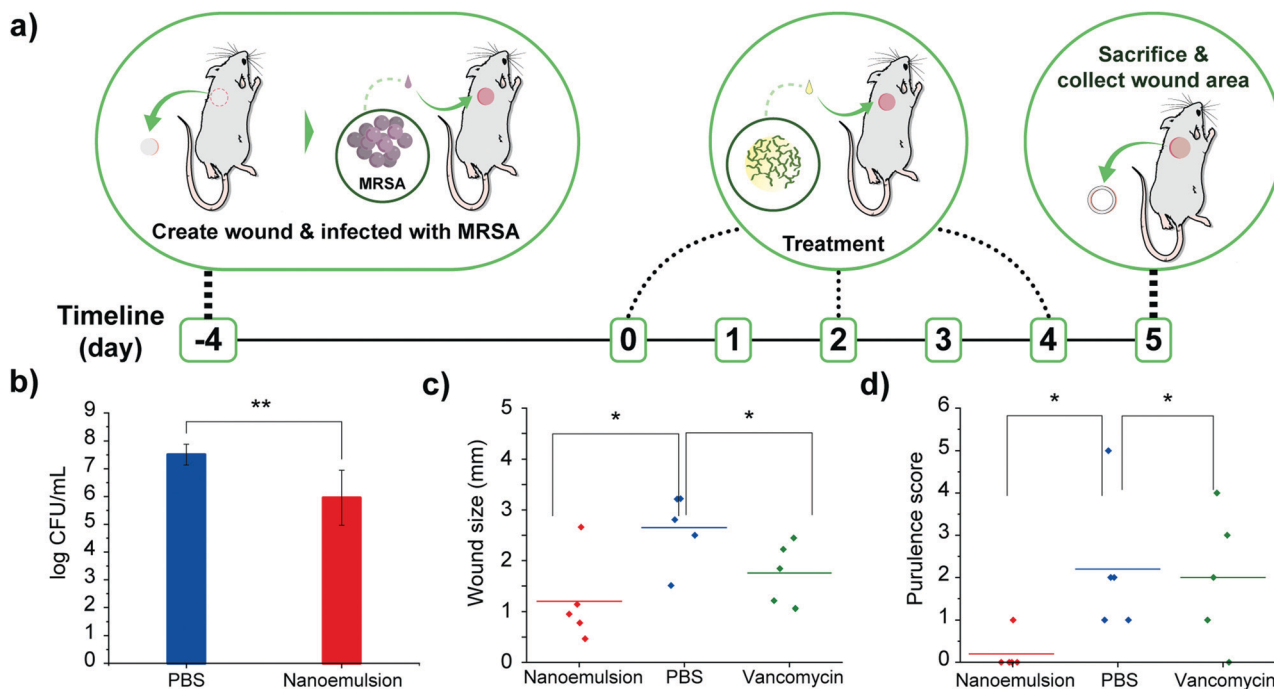 a)
Sacrifice &
collect wound area
MRSA
Create wound & infected with MRSA
Treatment
Timeline
(day)
-4
0
1
2
3
4
5
b)
**
9
8
7
6
5
4
3
2
1
0
log CFU/mL
PBS
Nanoemulsion
c)
*
*
5
4
3
2
1
0
Wound size (mm)
Nanoemulsion
PBS
Vancomycin
d)
*
*
6
5
4
3
2
1
0
Purulence score
Nanoemulsion
PBS
Vancomycin